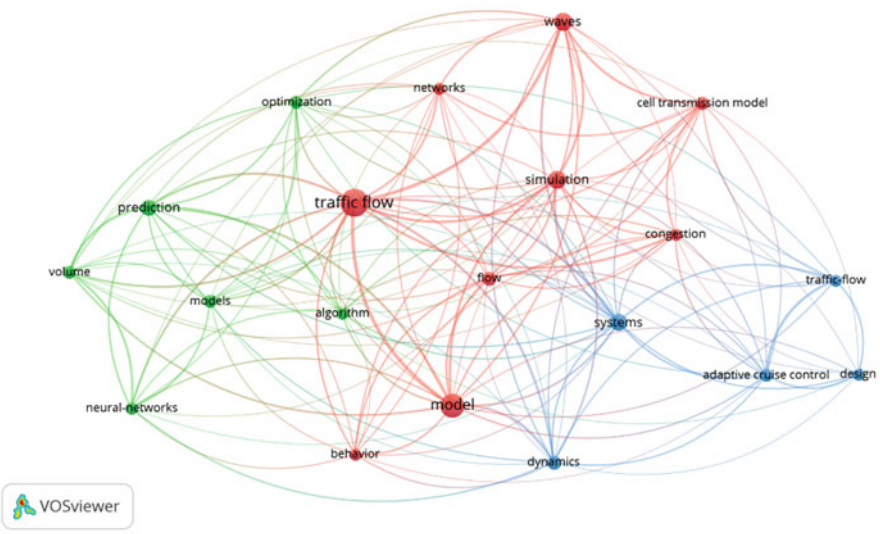 waves
networks
optimization
cell transmission model
simulation
traffic flow
prediction
congestion
volume
flow
traffic-flow
models
algorithm
systems
adaptive cruise control
design
model
neural-networks
behavior
dynamics
VOSviewer